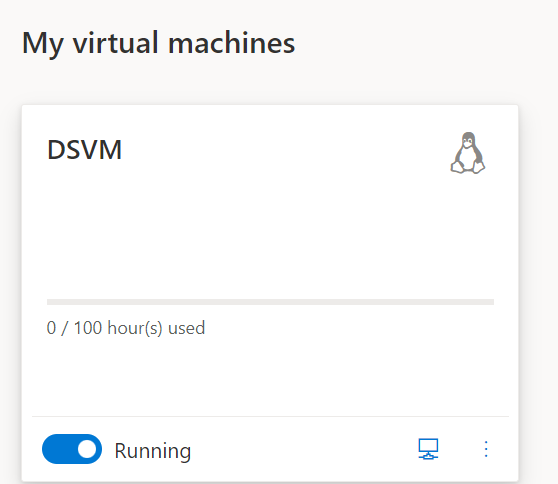 My virtual machines
DSVM
0 / 100 hour(s) used
Running